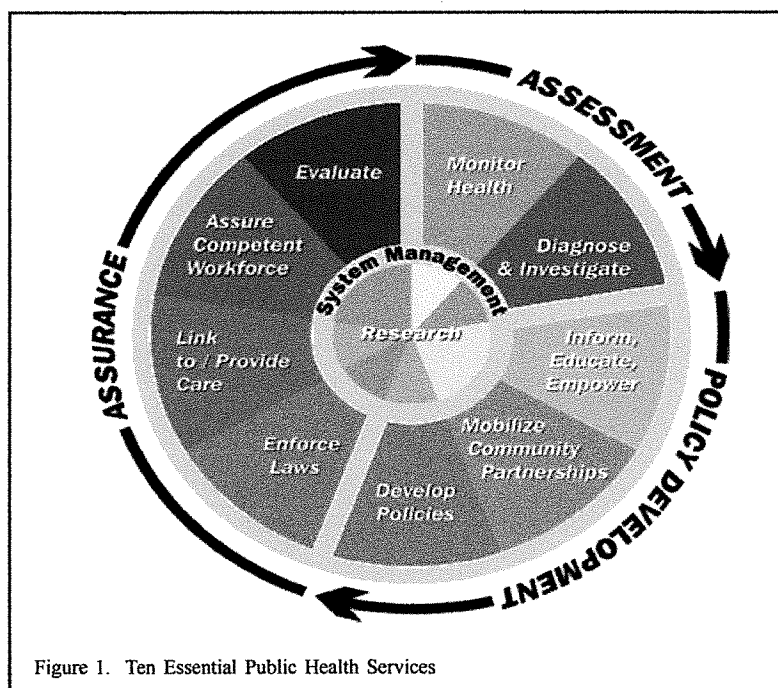 ASSESSMENT
POLICY DEVELOPMENT
ASSURANCE
Monitor
Health
Diagnose
& Investigate
Inform,
Educate,
Empower
Mobilize
Community
Partnerships
Develop
Policies
Enforce
Laws
Link
to / Provide
Care
Assure
Competent
Workforce
Evaluate
System Management
Research
Figure 1. Ten Essential Public Health Services